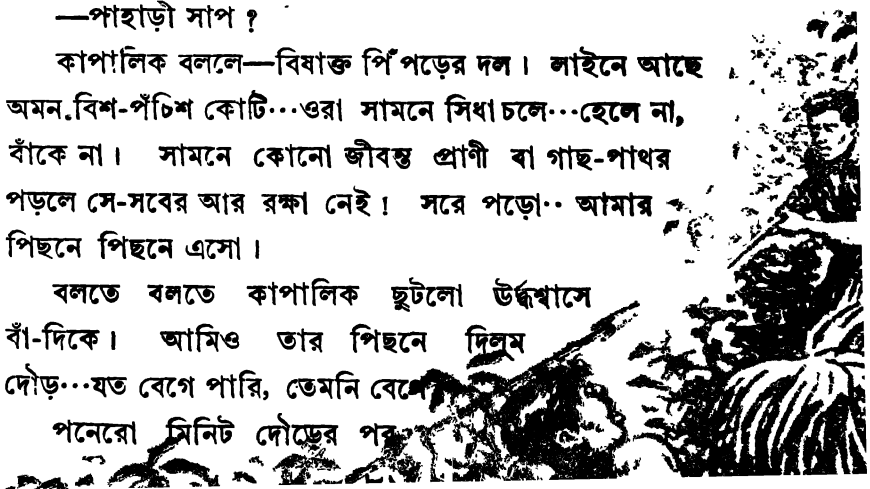 —পাহাড়ী সাপ ?
কাপালিক বললে—বিষাক্ত পিঁপড়ের দল। লাইনে আছে
অমন বিশ-পঁচিশ কোটি···ওরা সামনে সিধা চলে···হেলে না,
বাঁকে না। সামনে কোনো জীবন্ত প্রাণী বা গাছ-পাথর
পড়লে সে-সবের আর রক্ষা নেই! সরে পড়ো·· আমার
পিছনে পিছনে এসো।
বলতে বলতে কাপালিক ছুটলো ঊর্দ্ধশ্বাসে
বাঁ-দিকে। আমিও তার পিছনে দিলুম
দৌড়···যত বেগে পারি, তেমনি বেগে
পনেরো মিনিট দৌড়ের পর